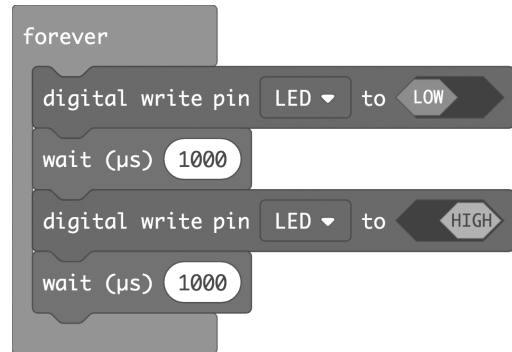 forever
digital write pin LED to LOW
wait (µs) 1000
digital write pin LED to HIGH
wait (µs) 1000